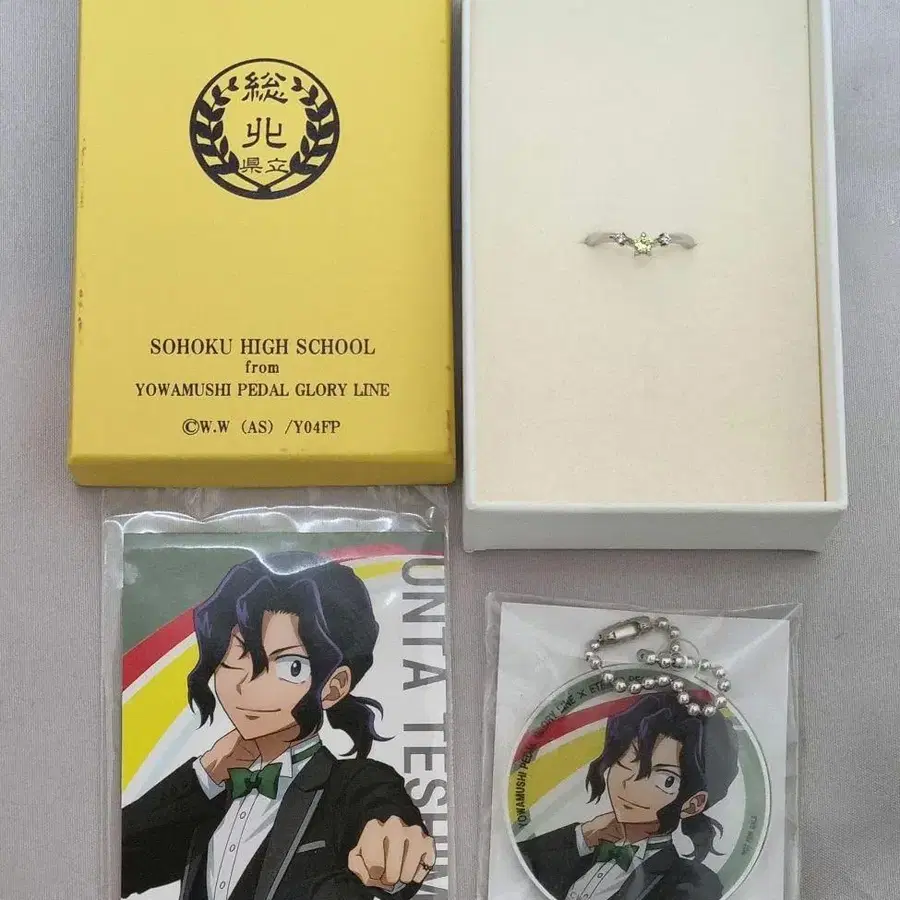 総
北
県立
SOHOKU HIGH SCHOOL
from
YOWAMUSHI PEDAL GLORY LINE
©W.W (AS) /Y04FP
UNTA TESHIM
YOWAMUSHI PEDAL GLORY LINE ×